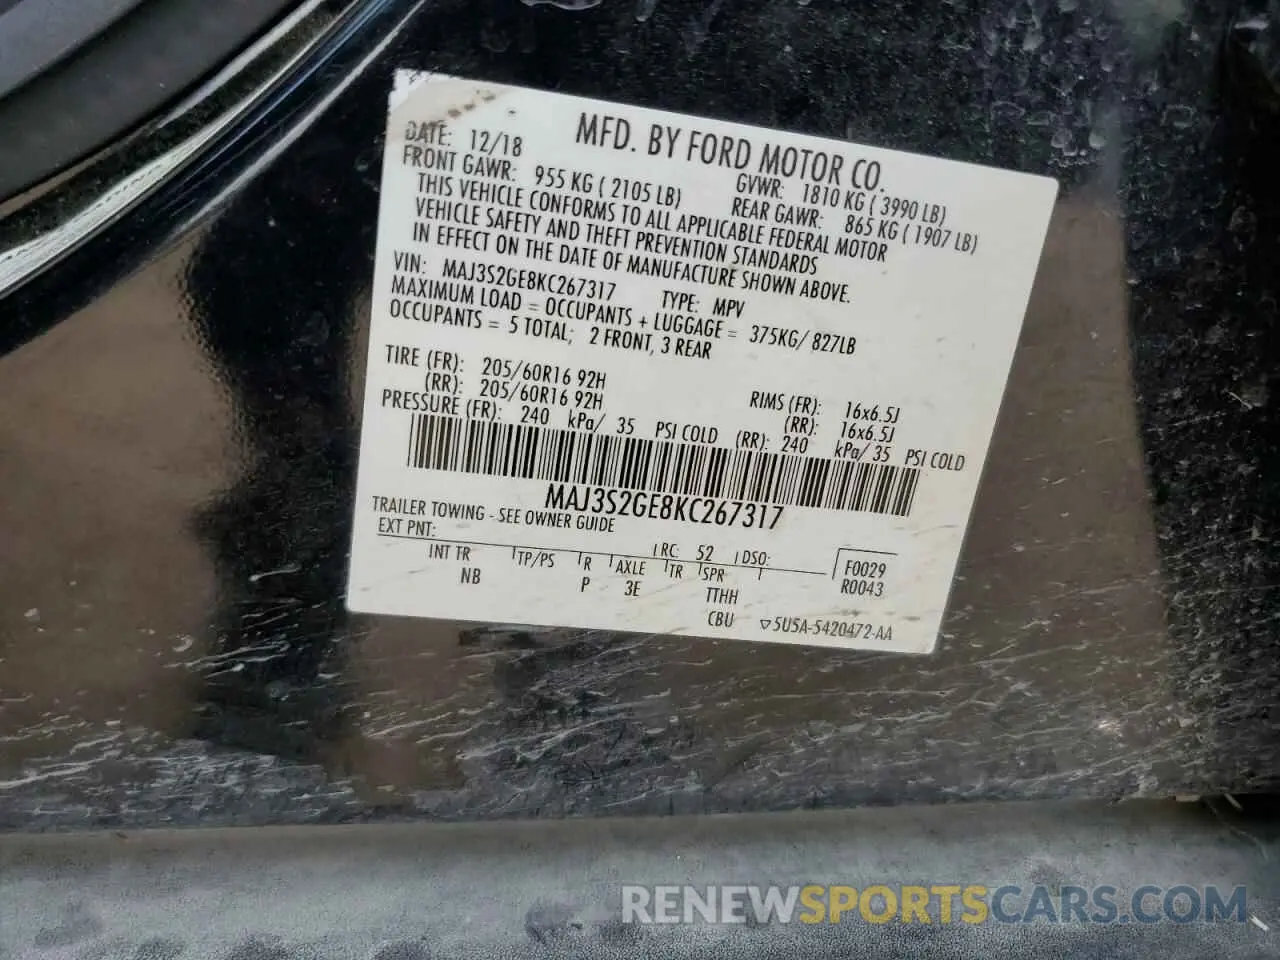 MFD. BY FORD MOTOR CO.
DATE: 12/18 GVWR: 1810 KG ( 3990 LB)
FRONT GAWR: 955 KG ( 2105 LB) REAR GAWR: 865 KG ( 1907 LB)
THIS VEHICLE CONFORMS TO ALL APPLICABLE FEDERAL MOTOR
VEHICLE SAFETY AND THEFT PREVENTION STANDARDS
IN EFFECT ON THE DATE OF MANUFACTURE SHOWN ABOVE.
VIN: MAJ3S2GE8KC267317 TYPE: MPV
MAXIMUM LOAD = OCCUPANTS + LUGGAGE = 375KG/ 827LB
OCCUPANTS = 5 TOTAL; 2 FRONT, 3 REAR
TIRE (FR): 205/60R16 92H RIMS (FR): 16x6.5J
(RR): 205/60R16 92H (RR): 16x6.5J
PRESSURE (FR): 240 kPa/ 35 PSI COLD (RR): 240 kPa/ 35 PSI COLD
MAJ3S2GE8KC267317
TRAILER TOWING - SEE OWNER GUIDE
EXT PNT: RC: 52 DSO: F0029
INT TR TP/PS R AXLE TR SPR R0043
NB P 3E TTHH
CBU 5U5A-5420472-AA
RENEWSPORTSCARS.COM